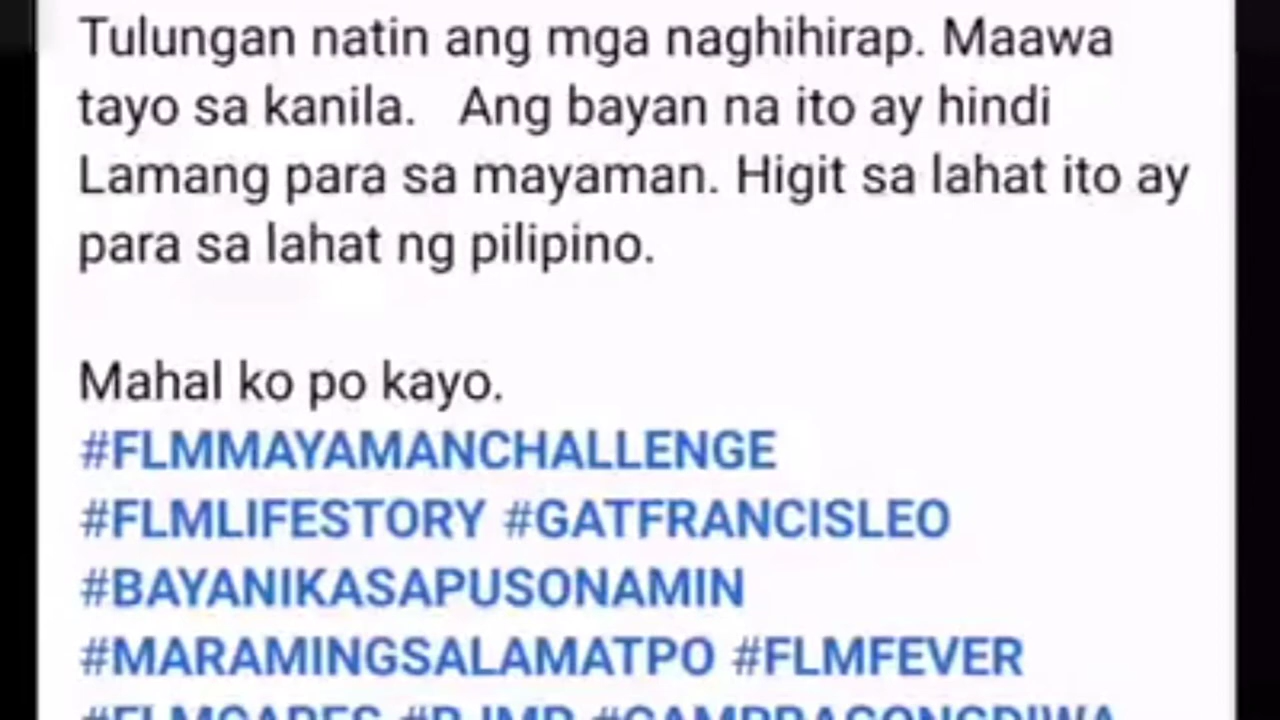 Tulungan natin ang mga naghihirap. Maawa
tayo sa kanila. Ang bayan na ito ay hindi
Lamang para sa mayaman. Higit sa lahat ito ay
para sa lahat ng pilipino.
Mahal ko po kayo.
#FLMMAYAMANCHALLENGE
#FLMLIFESTORY #GATFRANCISLEO
#BAYANIKASAPUSONAMIN
#MARAMINGSALAMATPO #FLMFEVER